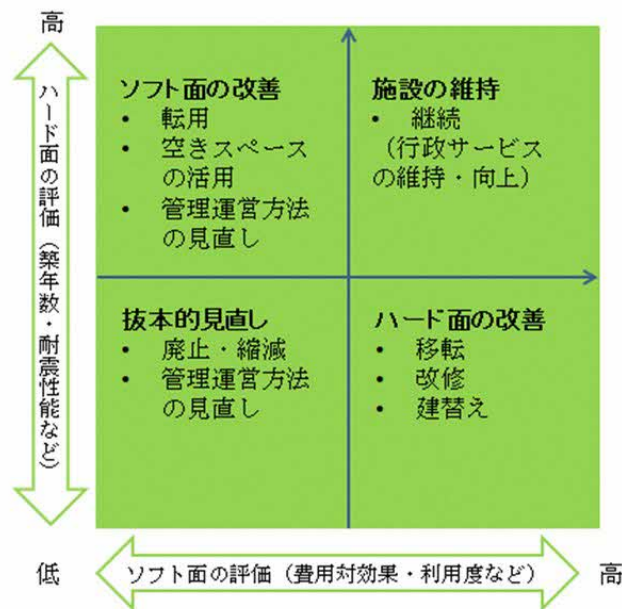 高
ハード面の評価（築年数・耐震性能など）
ソフト面の改善
• 転用
• 空きスペース
の活用
• 管理運営方法
の見直し
施設の維持
• 継続
（行政サービス
の維持・向上）
抜本的見直し
• 廃止・縮減
• 管理運営方法
の見直し
ハード面の改善
• 移転
• 改修
• 建替え
低
ソフト面の評価（費用対効果・利用度など）
高